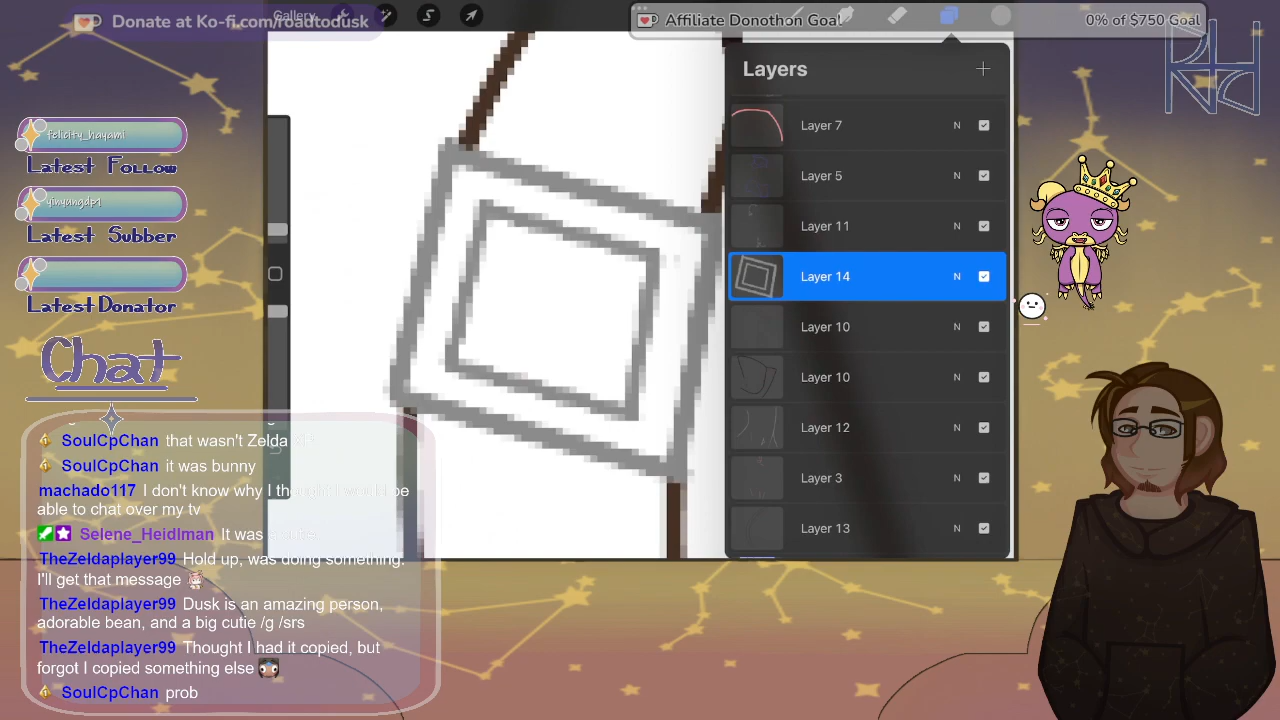 Donate at Ko-fi.com/roadtodusk
Gallery
Affiliate Donothon Goal
0% of $750 Goal
Layers
felicity_hayami
Latest Follow
yinyangdp1
Latest Subber
Latest Donator
Chat
SoulCpChan that wasn't Zelda XP
SoulCpChan it was bunny
machado117 I don't know why I thought I would be
able to chat over my tv
Selene_Heidlman It was a
TheZeldaplayer99 Hold up, was doing something.
I'll get that message
TheZeldaplayer99 Dusk is an amazing person,
adorable bean, and a big cutie /g /srs
TheZeldaplayer99 Thought I had it copied, but
forgot I copied something else
SoulCpChan prob
Layer 7 N
Layer 5 N
Layer 11 N
Layer 14 N
Layer 10 N
Layer 10 N
Layer 12 N
Layer 3 N
Layer 13 N